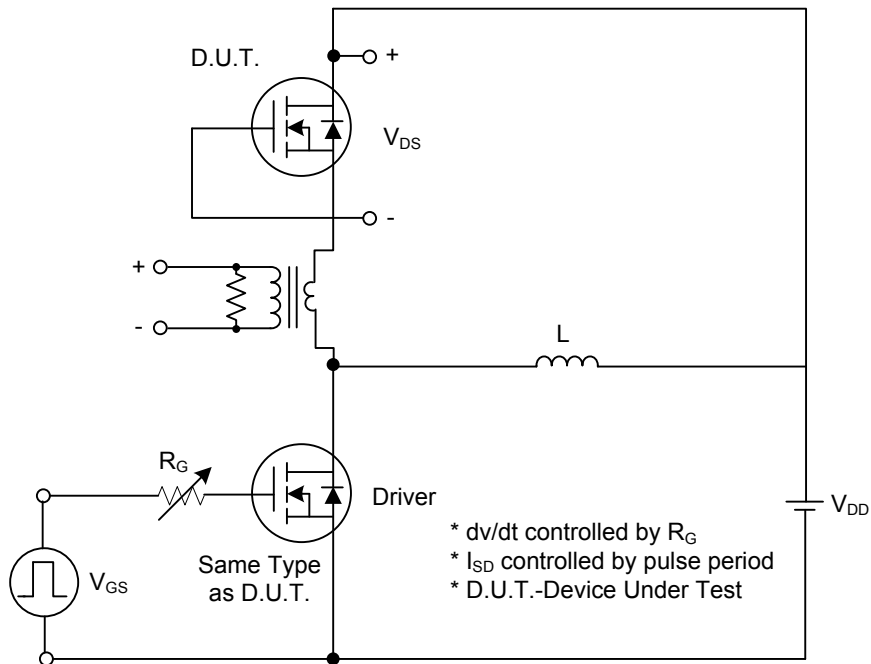 D.U.T.
+
V_DS
-
+
-
L
R_G
Driver
V_DD
V_GS
Same Type
as D.U.T.
* dv/dt controlled by R_G
* I_SD controlled by pulse period
* D.U.T.-Device Under Test